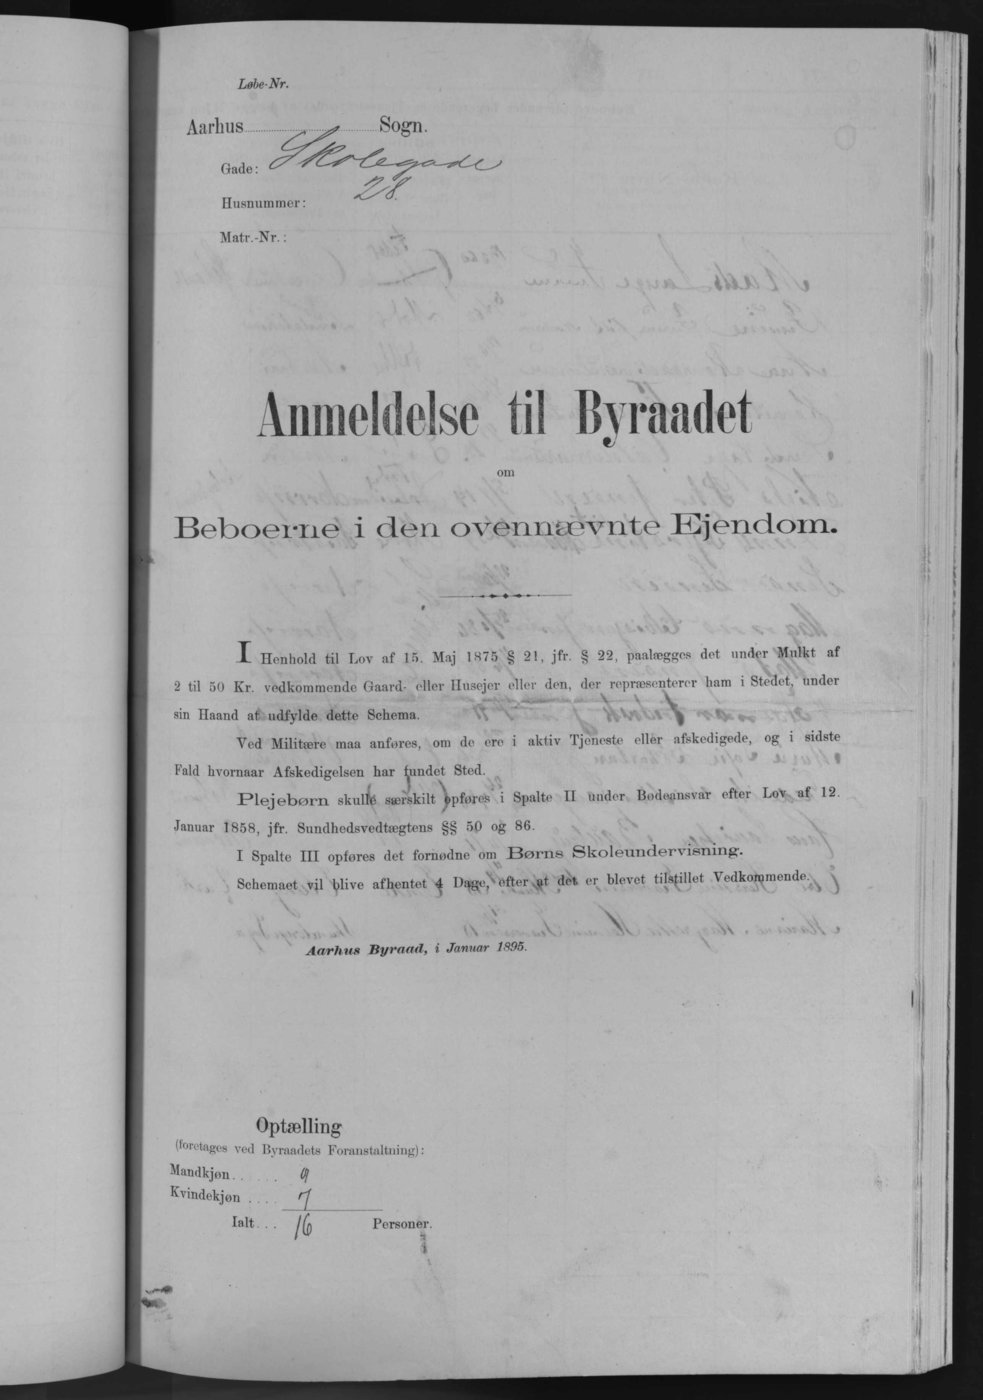 Løbe-Nr.
Aarhus Sogn.
Gade: Skolegade
Husnummer: 28.
Matr.-Nr.:
Anmeldelse til Byraadet
om
Beboerne i den ovennævnte Ejendom.
I Henhold til Lov af 15. Maj 1875 § 21, jfr. § 22, paalægges det under Mulkt af
2 til 50 Kr. vedkommende Gaard- eller Husejer eller den, der repræsenterer ham i Stedet, under
sin Haand at udfylde dette Schema.
Ved Militære maa anføres, om de ere i aktiv Tjeneste eller afskedigede, og i sidste
Fald hvornaar Afskedigelsen har fundet Sted.
Plejebørn skulle særskilt opføres i Spalte II under Bødeansvar efter Lov af 12.
Januar 1858, jfr. Sundhedsvedtægtens §§ 50 og 86.
I Spalte III opføres det fornødne om Børns Skoleundervisning.
Schemaet vil blive afhentet 4 Dage, efter at det er blevet tilstillet Vedkommende.
Aarhus Byraad, i Januar 1895.
Optælling
(foretages ved Byraadets Foranstaltning):
Mandkjøn...... 9
Kvindekjøn .... 7
Ialt... 16 Personer.